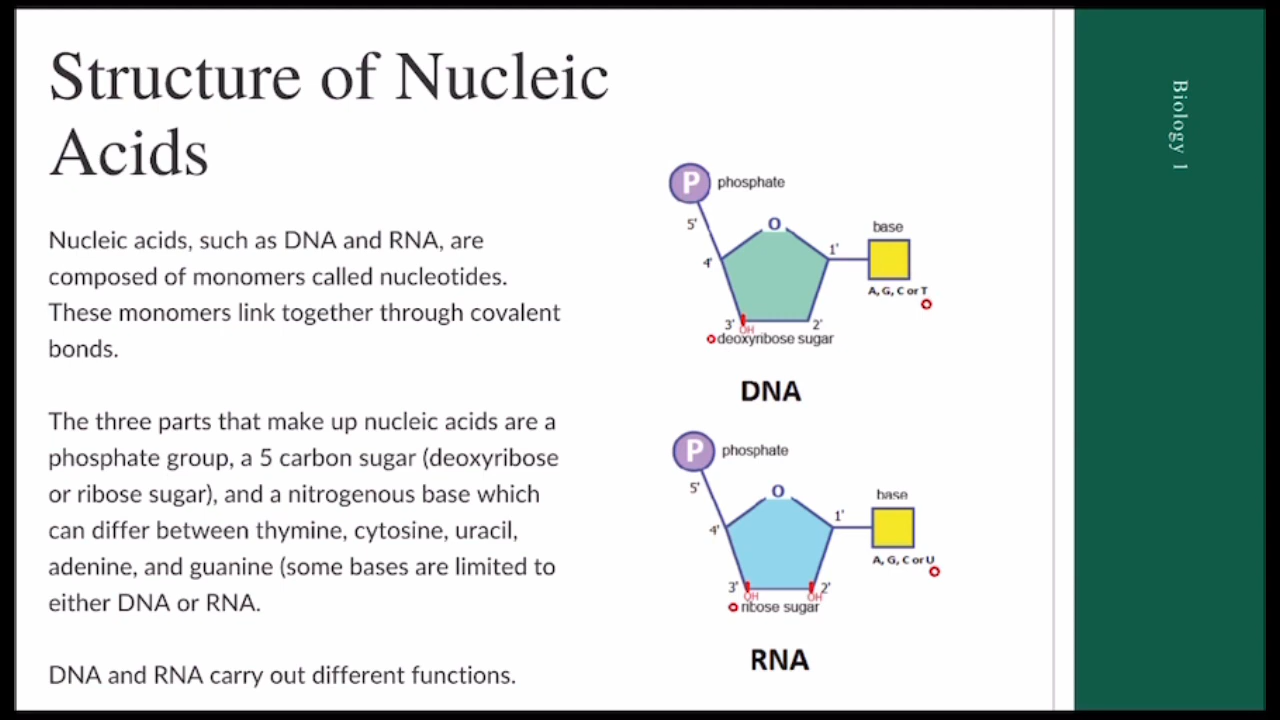 Structure of Nucleic
Acids
Nucleic acids, such as DNA and RNA, are
composed of monomers called nucleotides.
These monomers link together through covalent
bonds.
The three parts that make up nucleic acids are a
phosphate group, a 5 carbon sugar (deoxyribose
or ribose sugar), and a nitrogenous base which
can differ between thymine, cytosine, uracil,
adenine, and guanine (some bases are limited to
either DNA or RNA.
DNA and RNA carry out different functions.
P phosphate
5'
O
base
4'
1'
A, G, C or T
3'
2'
OH
deoxyribose sugar
DNA
P phosphate
5'
O
base
4'
1'
A, G, C or U
3'
2'
OH
OH
ribose sugar
RNA
Biology 1